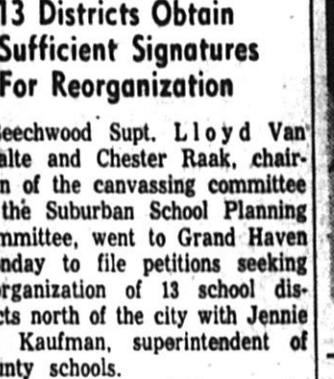 13 Districts Obtain
Sufficient Signatures
For Reorganization
eechwood Supt. Lloyd Van
alte and Chester Raak, chair-
n of the canvassing committee
the Suburban School Planning
mmittee, went to Grand Haven
nday to file petitions seeking
rganization of 13 school dis-
cts north of the city with Jennie
Kaufman, superintendent of
unty schools.